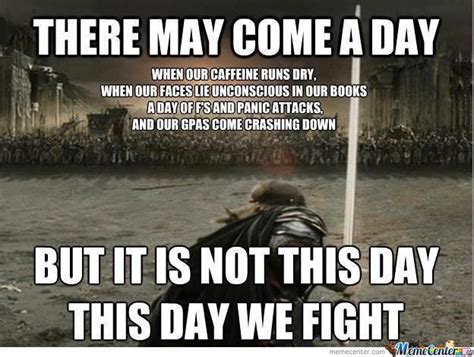 THERE MAY COME A DAY
WHEN OUR CAFFEINE RUNS DRY,
WHEN OUR FACES LIE UNCONSCIOUS IN OUR BOOKS
A DAY OF F'S AND PANIC ATTACKS,
AND OUR GPAS COME CRASHING DOWN
BUT IT IS NOT THIS DAY
THIS DAY WE FIGHT
memecenter.com MemeCenter